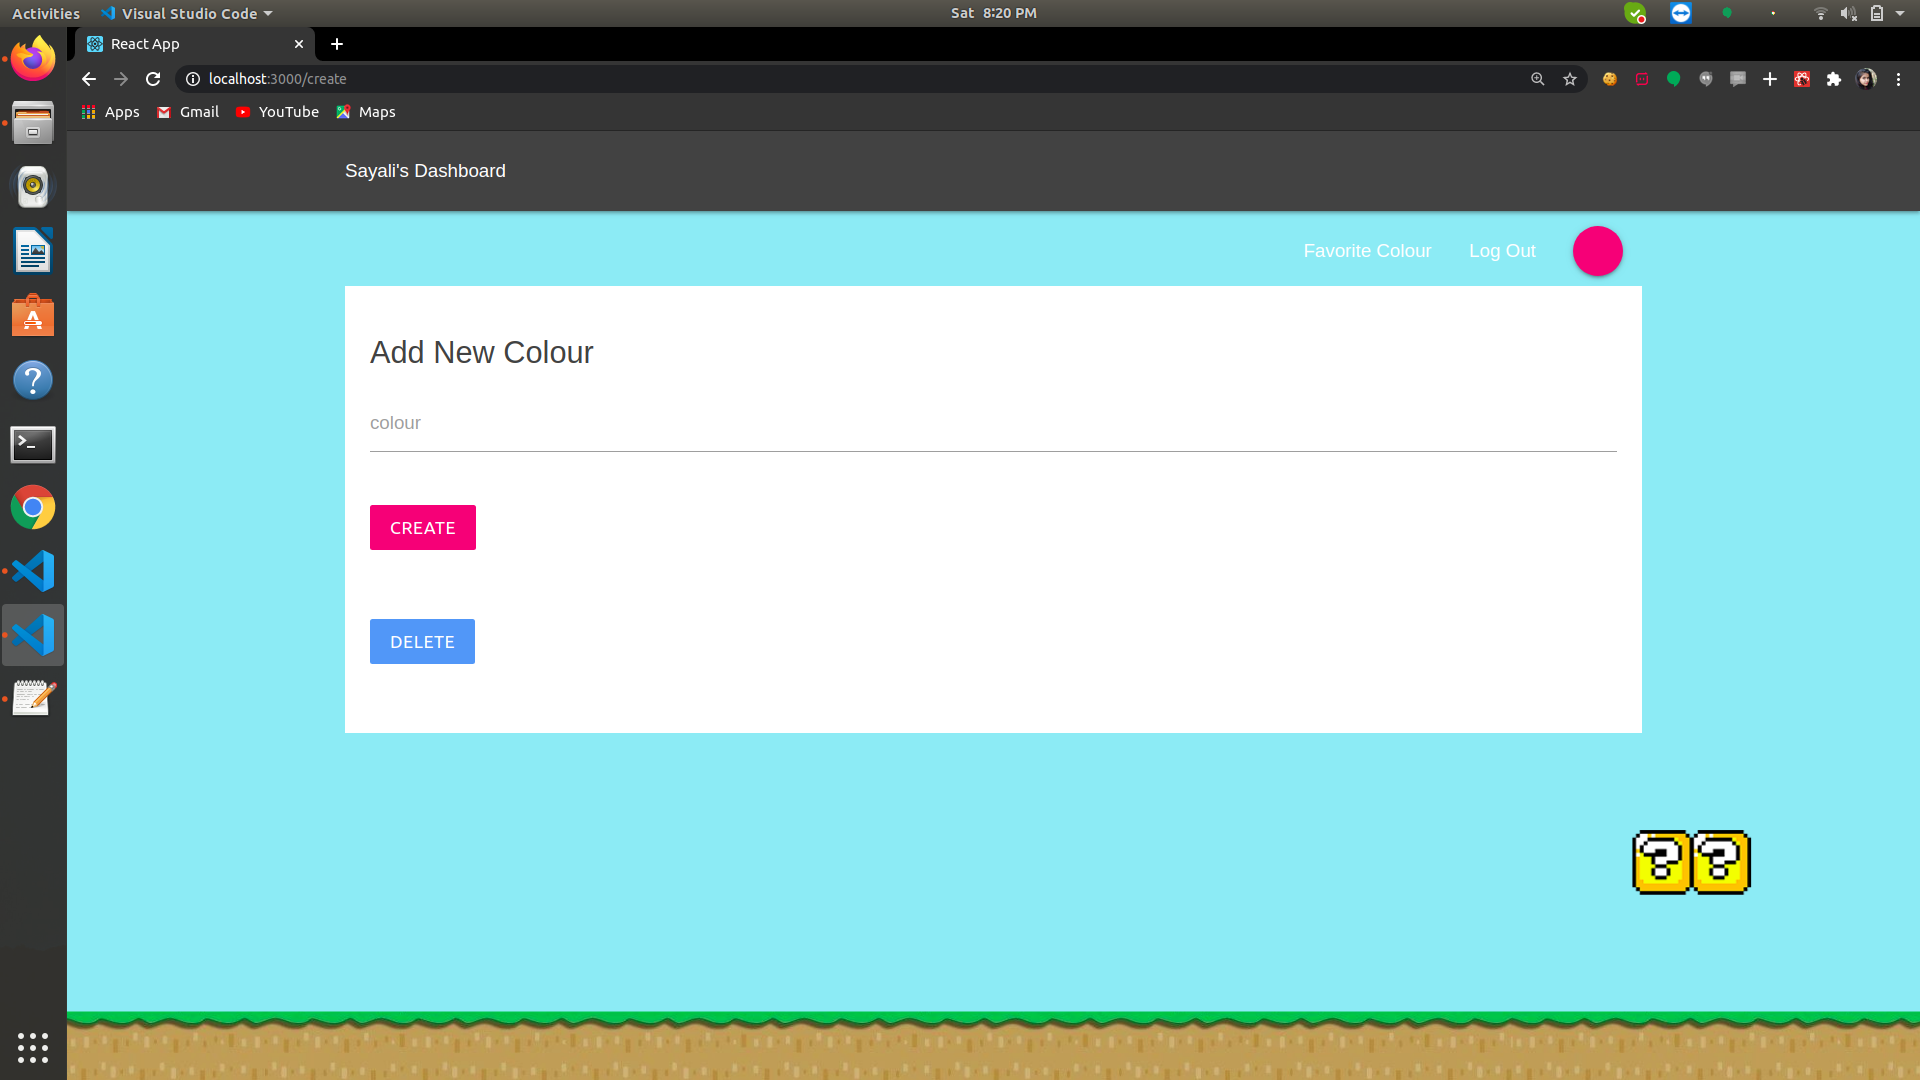 Activities Visual Studio Code Sat 8:20 PM
React App
localhost:3000/create
Apps Gmail YouTube Maps
Sayali's Dashboard
Favorite Colour Log Out
Add New Colour
colour
CREATE
DELETE
? ?